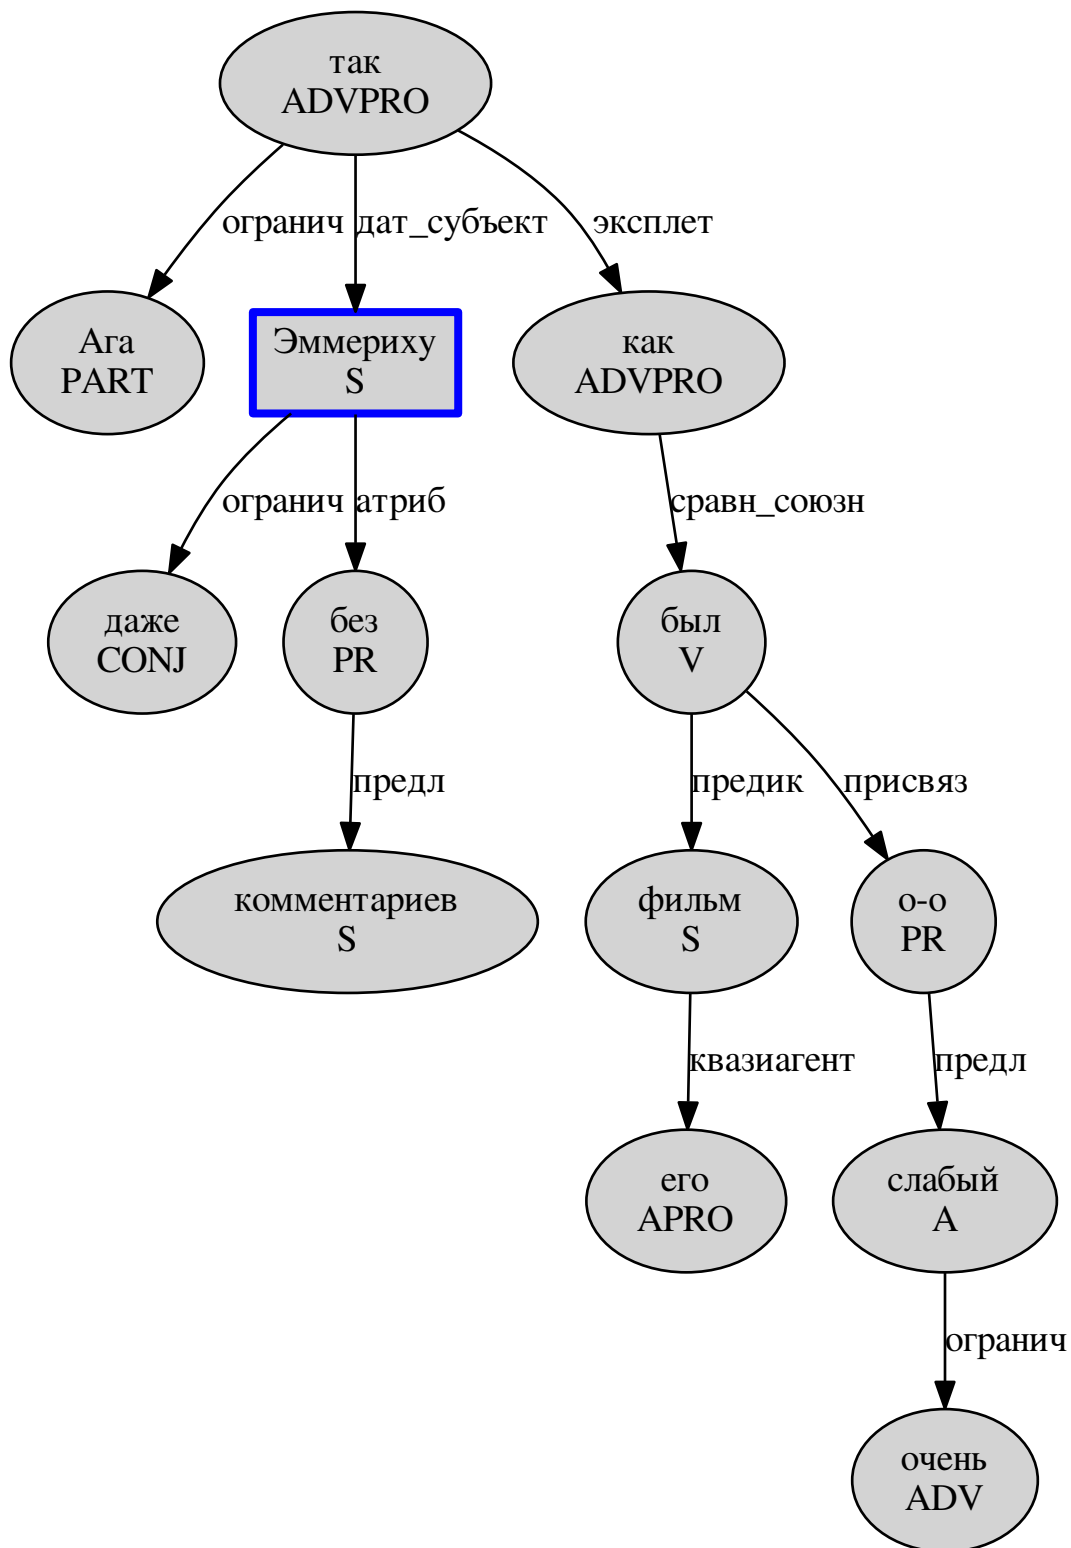 так
ADVPRO
огранич
дат_субъект
эксплет
Ага
PART
Эммериху
S
как
ADVPRO
огранич
атриб
сравн_союзн
даже
CONJ
без
PR
был
V
предл
предик
присвяз
комментариев
S
фильм
S
о-о
PR
квазиагент
предл
его
APRO
слабый
A
огранич
очень
ADV